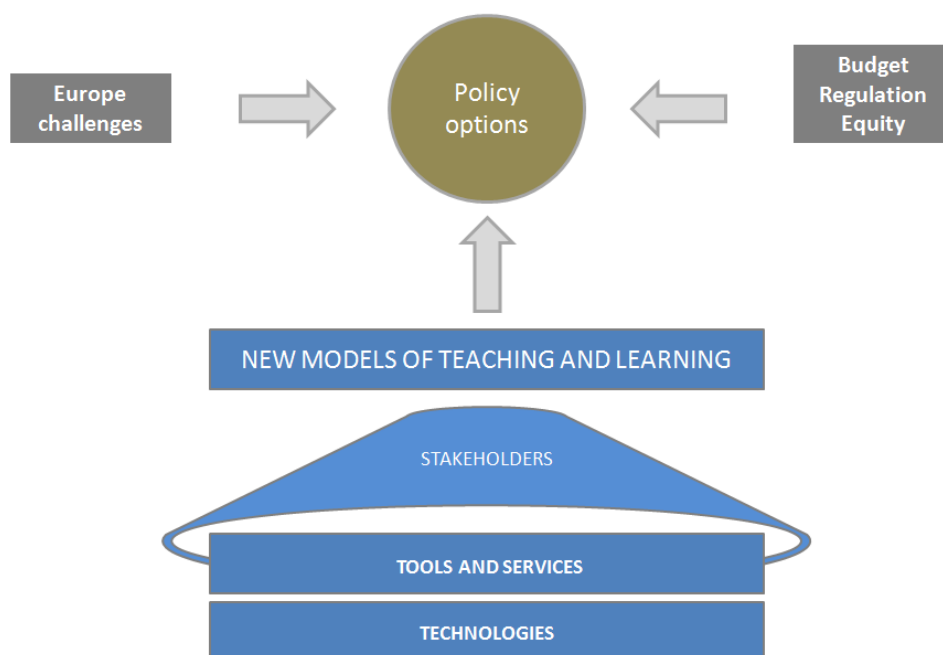 Europe
challenges
Policy
options
Budget
Regulation
Equity
NEW MODELS OF TEACHING AND LEARNING
STAKEHOLDERS
TOOLS AND SERVICES
TECHNOLOGIES